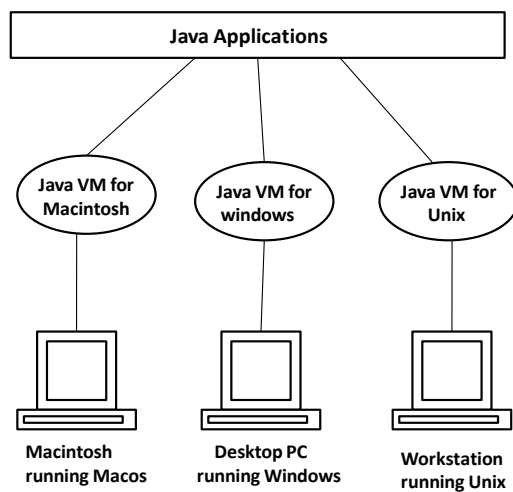 Java Applications
Java VM for
Macintosh
Java VM for
windows
Java VM for
Unix
Macintosh
running Macos
Desktop PC
running Windows
Workstation
running Unix